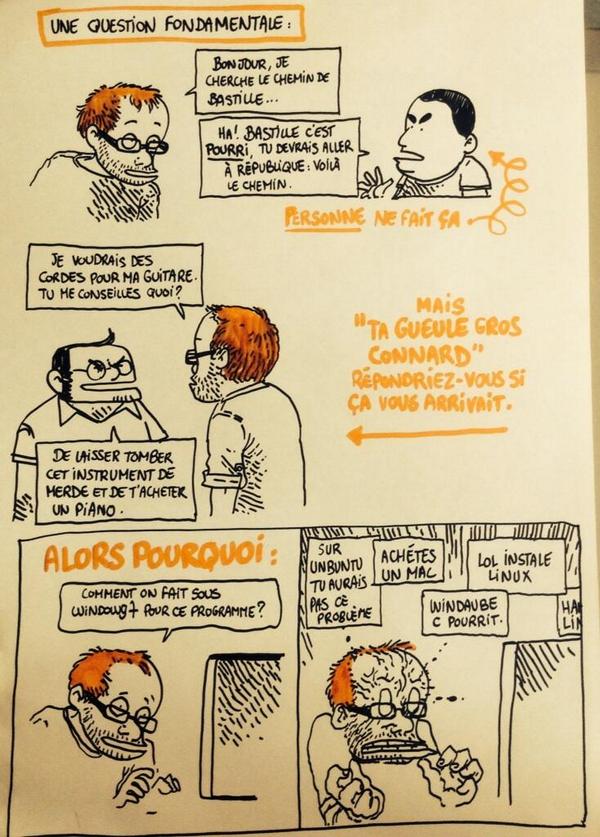 UNE QUESTION FONDAMENTALE :
BONJOUR, JE
CHERCHE LE CHEMIN DE
BASTILLE...
HA! BASTILLE C'EST
POURRI, TU DEVRAIS ALLER
À RÉPUBLIQUE : VOILÀ
LE CHEMIN.
PERSONNE NE FAIT ÇA
JE VOUDRAIS DES
CORDES POUR MA GUITARE.
TU ME CONSEILLES QUOI?
MAIS
"TA GUEULE GROS
CONNARD"
RÉPONDRIEZ-VOUS SI
ÇA VOUS ARRIVAIT.
DE LAISSER TOMBER
CET INSTRUMENT DE
MERDE ET DE T'ACHETER
UN PIANO.
ALORS POURQUOI :
COMMENT ON FAIT SOUS
WINDOWS 7 POUR CE PROGRAMME?
SUR
UNBUNTU
TU AURAIS
PAS CE
PROBLÈME
ACHÉTES
UN MAC
LOL INSTALE
LINUX
WINDAUBE
C POURRIT.
HA
LIN